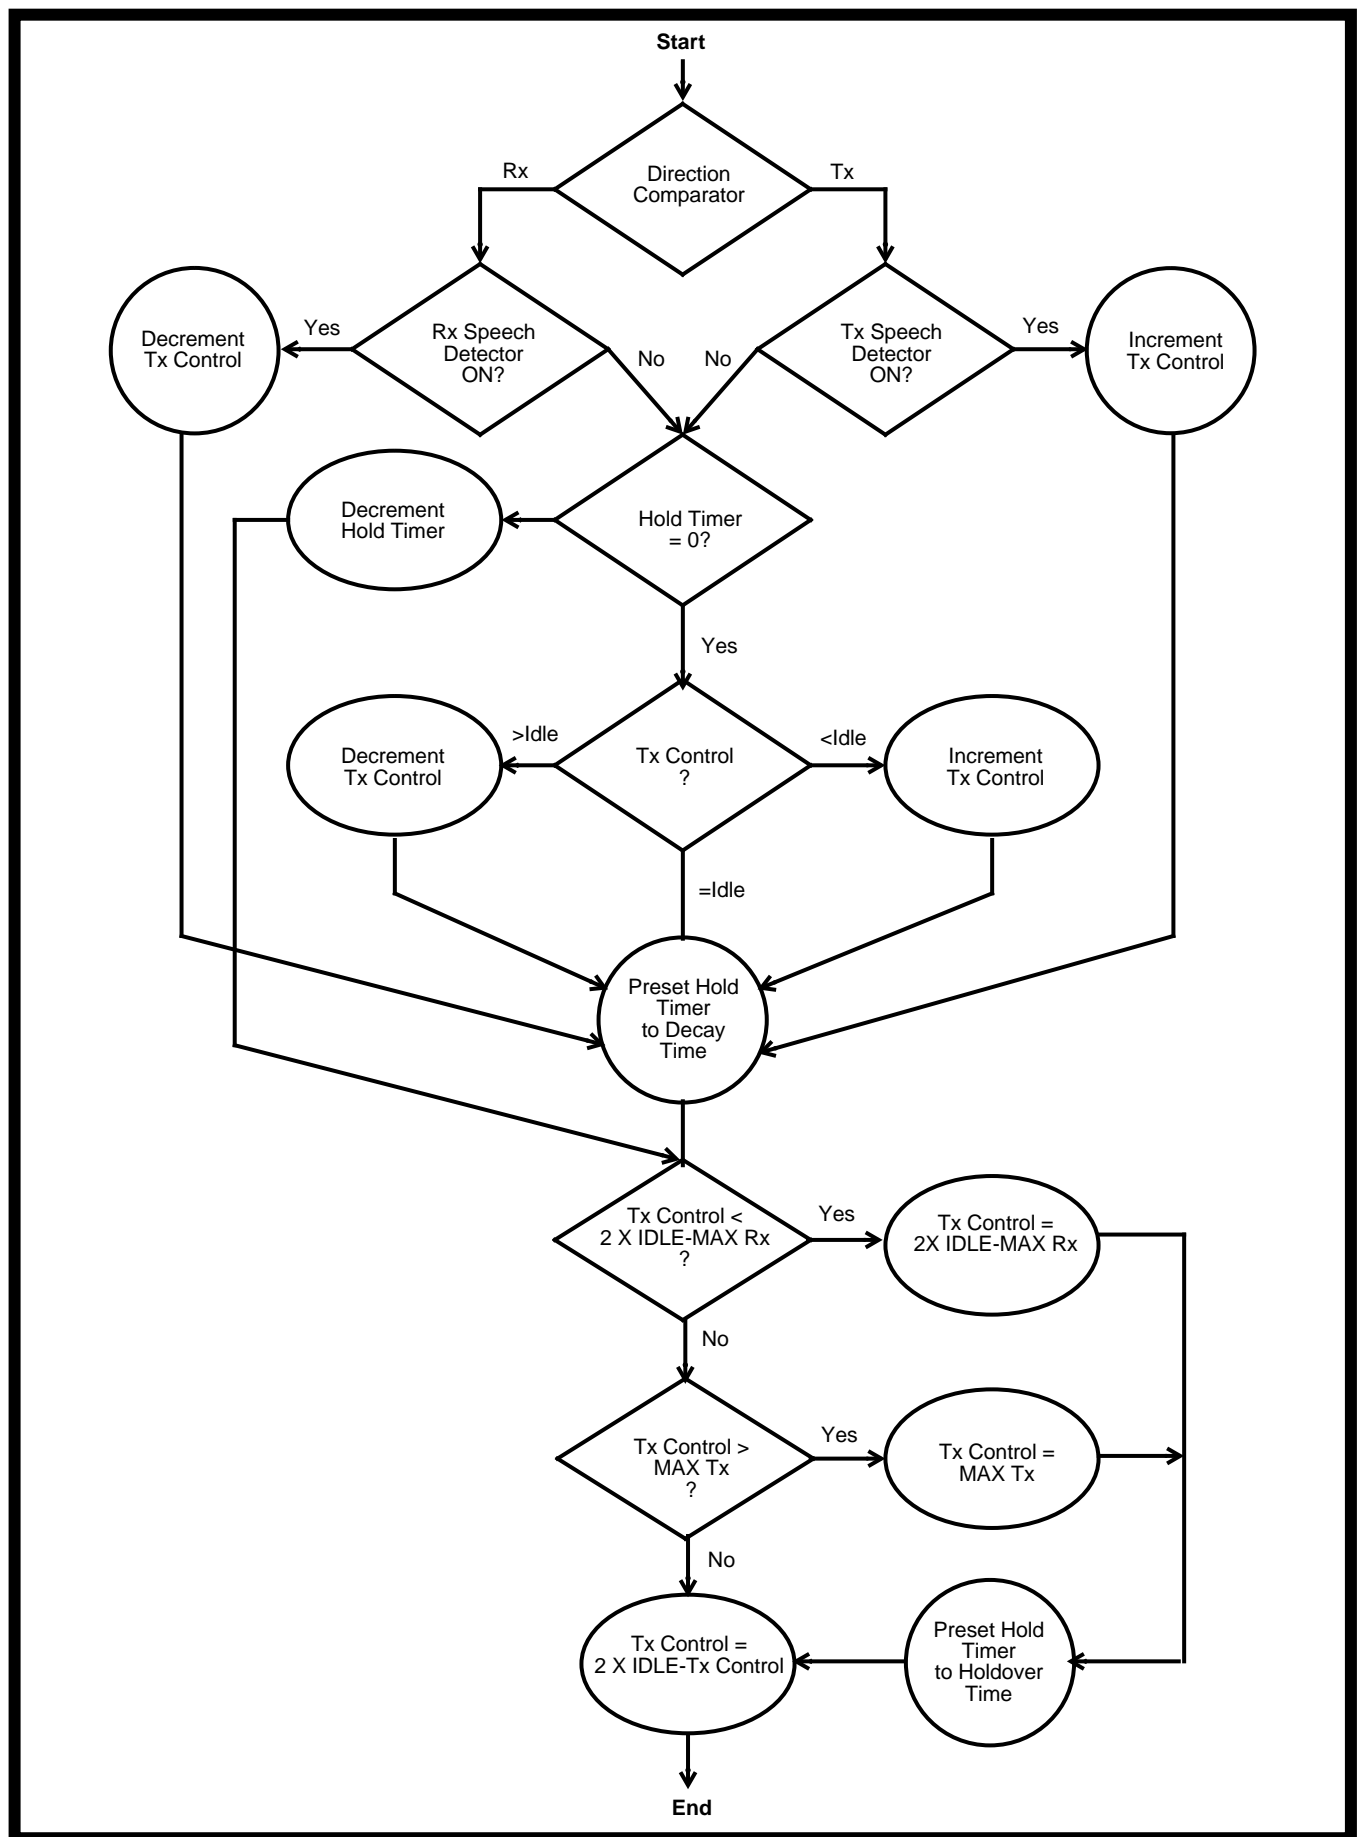 Start
Rx
Tx
Direction
Comparator
Decrement
Tx Control
Yes
Rx Speech
Detector
ON?
No
No
Tx Speech
Detector
ON?
Yes
Increment
Tx Control
Decrement
Hold Timer
Hold Timer
= 0?
Yes
Decrement
Tx Control
>Idle
Tx Control
?
<Idle
Increment
Tx Control
=Idle
Preset Hold
Timer
to Decay
Time
Tx Control <
2 X IDLE-MAX Rx
?
Yes
Tx Control =
2X IDLE-MAX Rx
No
Tx Control >
MAX Tx
?
Yes
Tx Control =
MAX Tx
No
Tx Control =
2 X IDLE-Tx Control
Preset Hold
Timer
to Holdover
Time
End